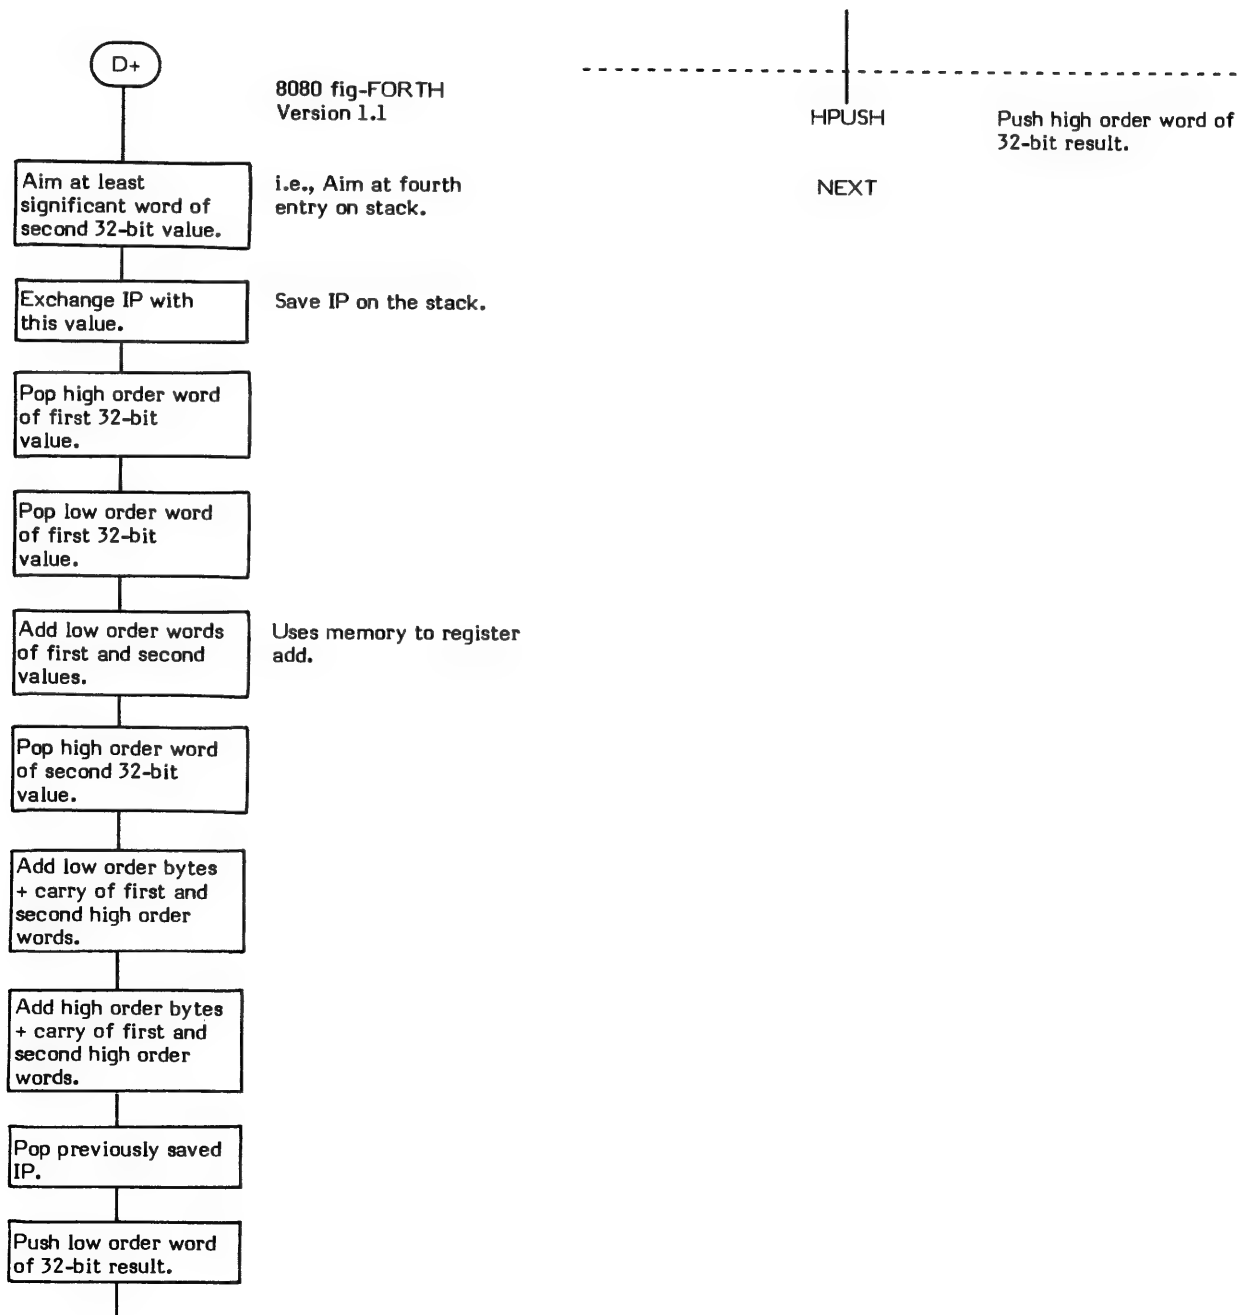 D+
8080 fig-FORTH
Version 1.1
Aim at least
significant word of
second 32-bit value.
i.e., Aim at fourth
entry on stack.
Exchange IP with
this value.
Save IP on the stack.
Pop high order word
of first 32-bit
value.
Pop low order word
of first 32-bit
value.
Add low order words
of first and second
values.
Uses memory to register
add.
Pop high order word
of second 32-bit
value.
Add low order bytes
+ carry of first and
second high order
words.
Add high order bytes
+ carry of first and
second high order
words.
Pop previously saved
IP.
Push low order word
of 32-bit result.
HPUSH
Push high order word of
32-bit result.
NEXT